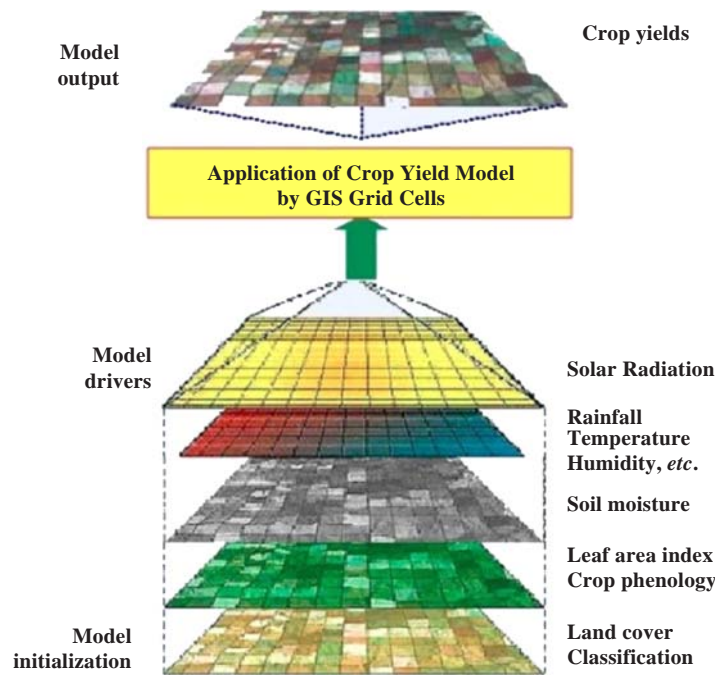 Model
output
Crop yields
Application of Crop Yield Model
by GIS Grid Cells
Model
drivers
Solar Radiation
Rainfall
Temperature
Humidity, etc.
Soil moisture
Leaf area index
Crop phenology
Model
initialization
Land cover
Classification